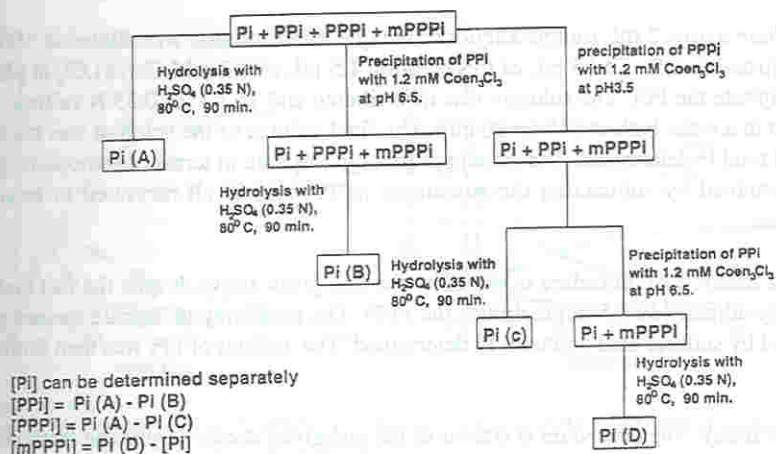 Pi + PPi + PPPi + mPPPi
Hydrolysis with
H₂SO₄ (0.35 N),
80⁰ C, 90 min.
Precipitation of PPi
with 1.2 mM Coen₃Cl₃
at pH 6.5.
precipitation of PPPi
with 1.2 mM Coen₃Cl₃
at pH3.5
Pi (A)
Pi + PPPi + mPPPi
Pi + PPi + mPPPi
Hydrolysis with
H₂SO₄ (0.35 N),
80⁰ C, 90 min.
Pi (B)
Hydrolysis with
H₂SO₄ (0.35 N),
80⁰ C, 90 min.
Precipitation of PPi
with 1.2 mM Coen₃Cl₃
at pH 6.5.
Pi (c)
Pi + mPPPi
Hydrolysis with
H₂SO₄ (0.35 N),
80⁰ C, 90 min.
Pi (D)
[Pi] can be determined separately
[PPi] = Pi (A) - Pi (B)
[PPPi] = Pi (A) - Pi (C)
[mPPPi] = Pi (D) - [Pi]